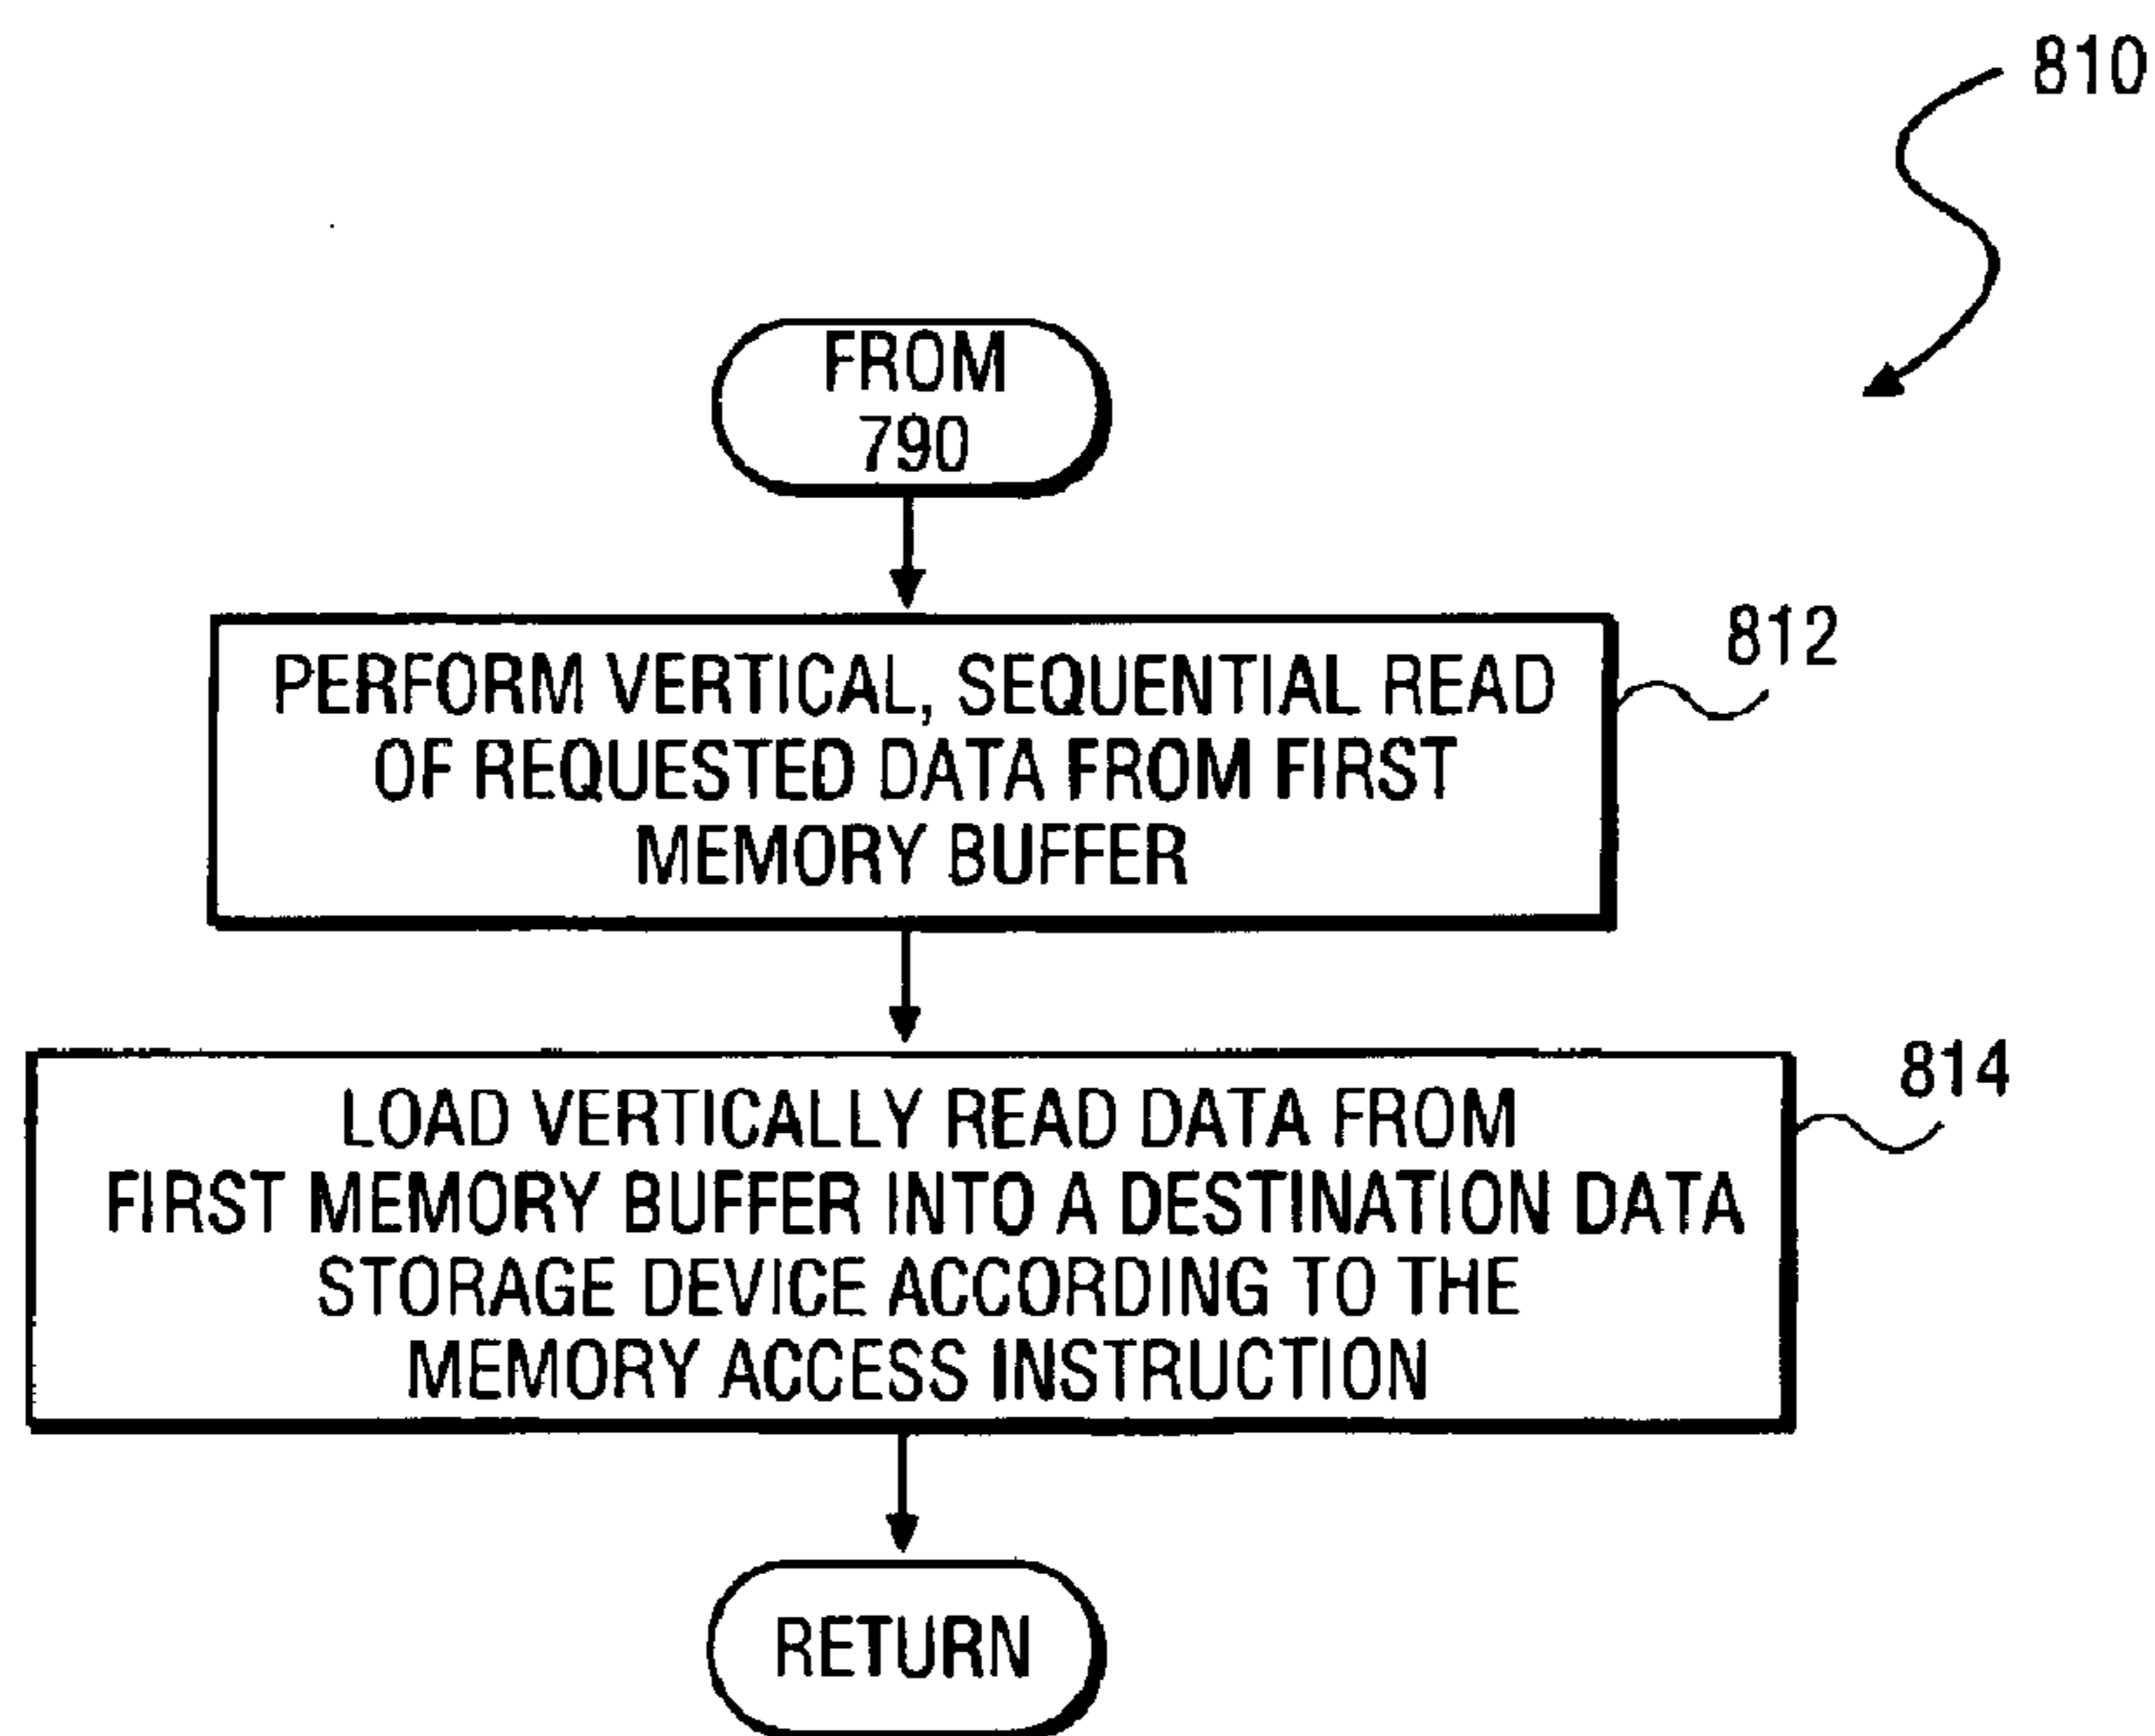 810
FROM
790
PERFORM VERTICAL, SEQUENTIAL READ
812
OF REQUESTED DATA FROM FIRST
MEMORY BUFFER
LOAD VERTICALLY READ DATA FROM
814
FIRST MEMORY BUFFER INTO A DESTINATION DATA
STORAGE DEVICE ACCORDING TO THE
MEMORY ACCESS INSTRUCTION
RETURN